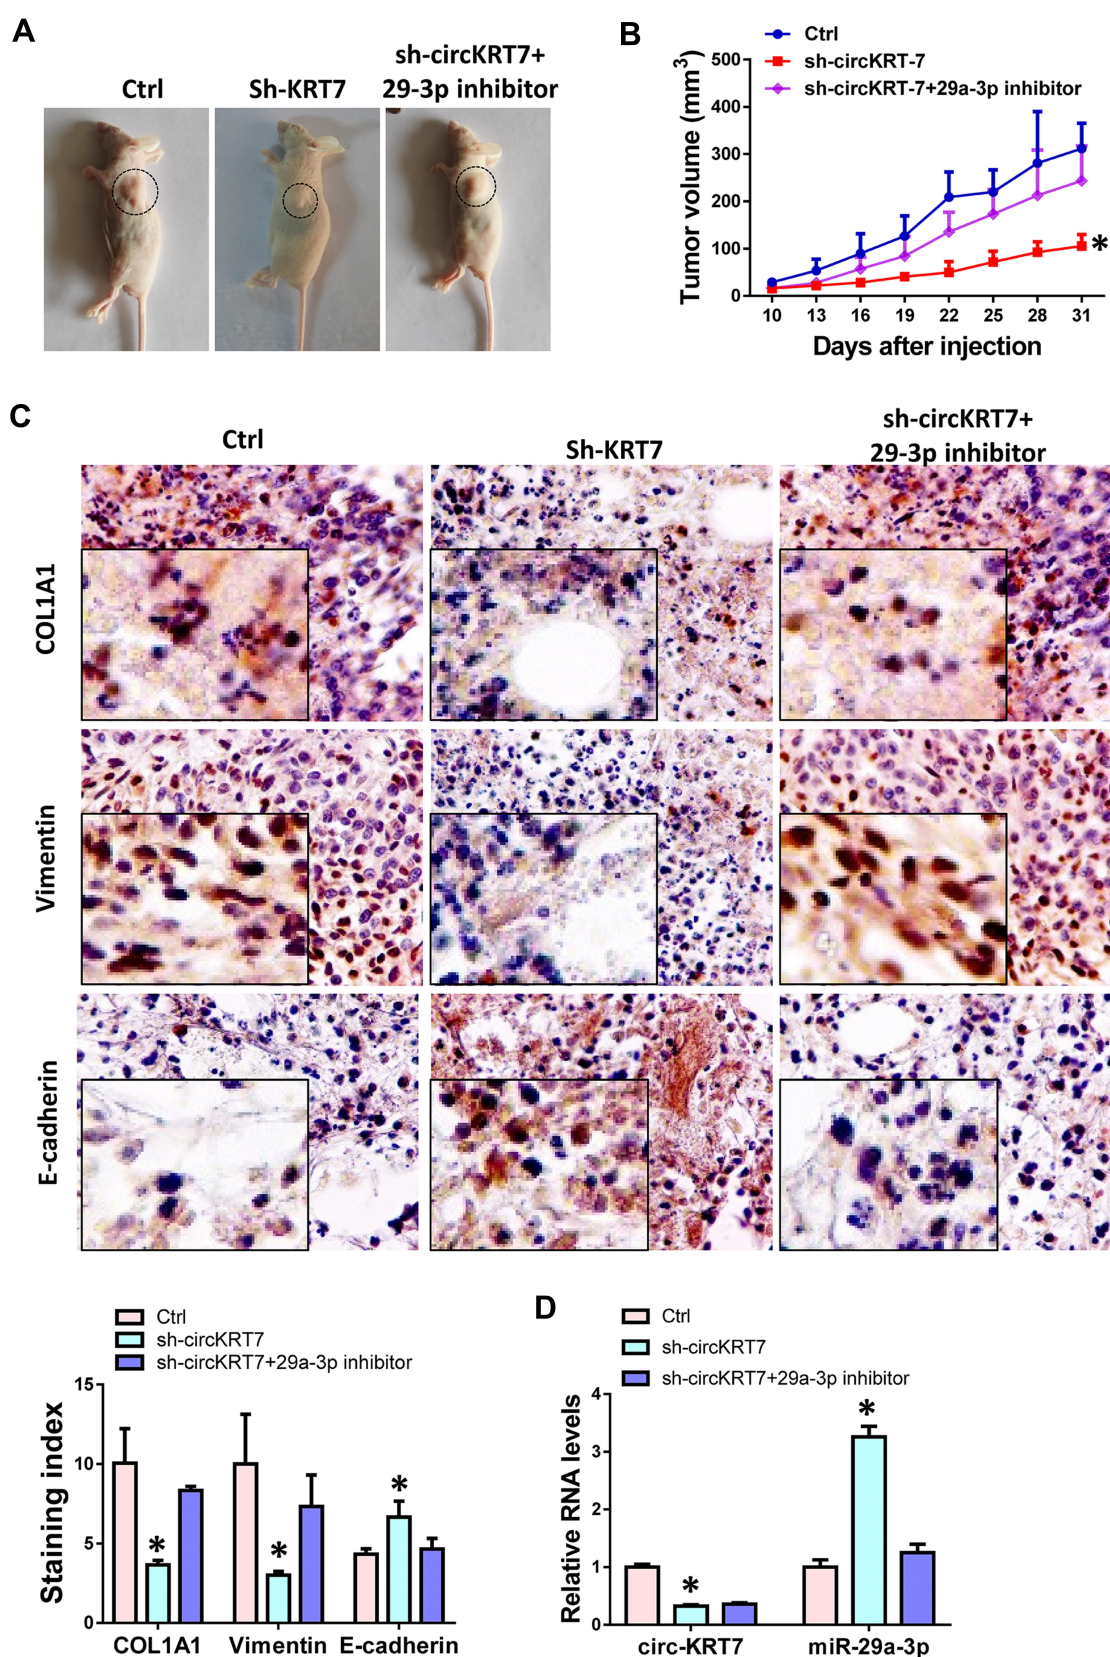 A
Ctrl
Sh-KRT7
sh-circKRT7+
29-3p inhibitor
B
Ctrl
sh-circKRT-7
sh-circKRT-7+29a-3p inhibitor
Tumor volume (mm³)
500
400
300
200
100
0
*
10 13 16 19 22 25 28 31
Days after injection
C
Ctrl
Sh-KRT7
sh-circKRT7+
29-3p inhibitor
COL1A1
Vimentin
E-cadherin
Ctrl
sh-circKRT7
sh-circKRT7+29a-3p inhibitor
Staining index
15
10
5
0
* * *
COL1A1 Vimentin E-cadherin
D
Ctrl
sh-circKRT7
sh-circKRT7+29a-3p inhibitor
Relative RNA levels
4
3
2
1
0
* *
circ-KRT7 miR-29a-3p